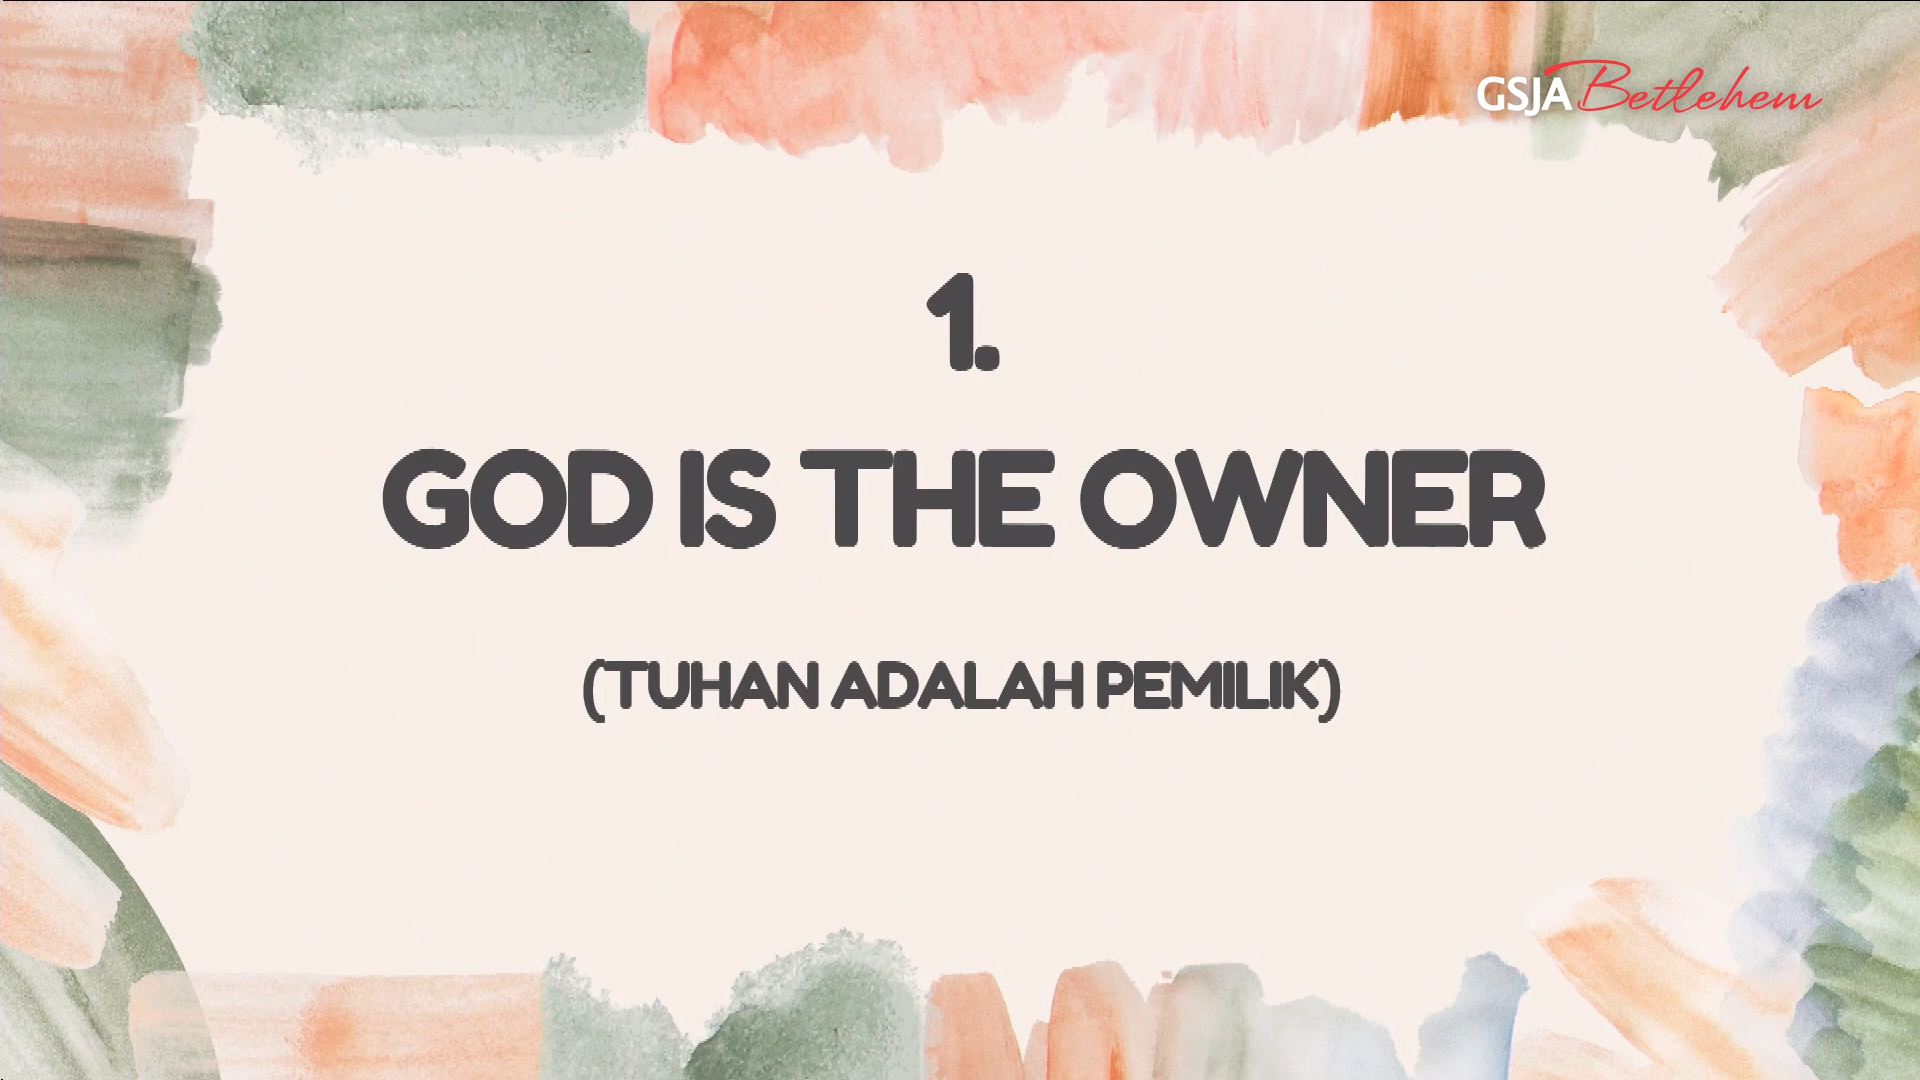 GSJA Betlehem
1.
GOD IS THE OWNER
(TUHAN ADALAH PEMILIK)